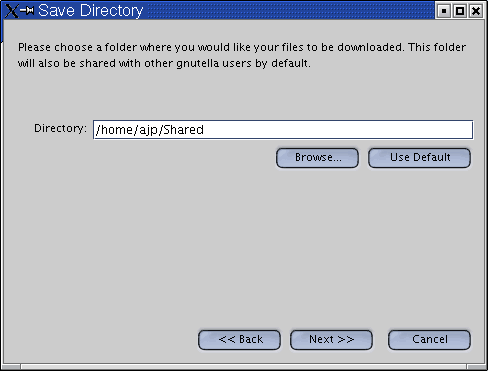 Save Directory
Please choose a folder where you would like your files to be downloaded. This folder
will also be shared with other gnutella users by default.
Directory: /home/ajp/Shared
Browse... Use Default
<< Back Next >> Cancel